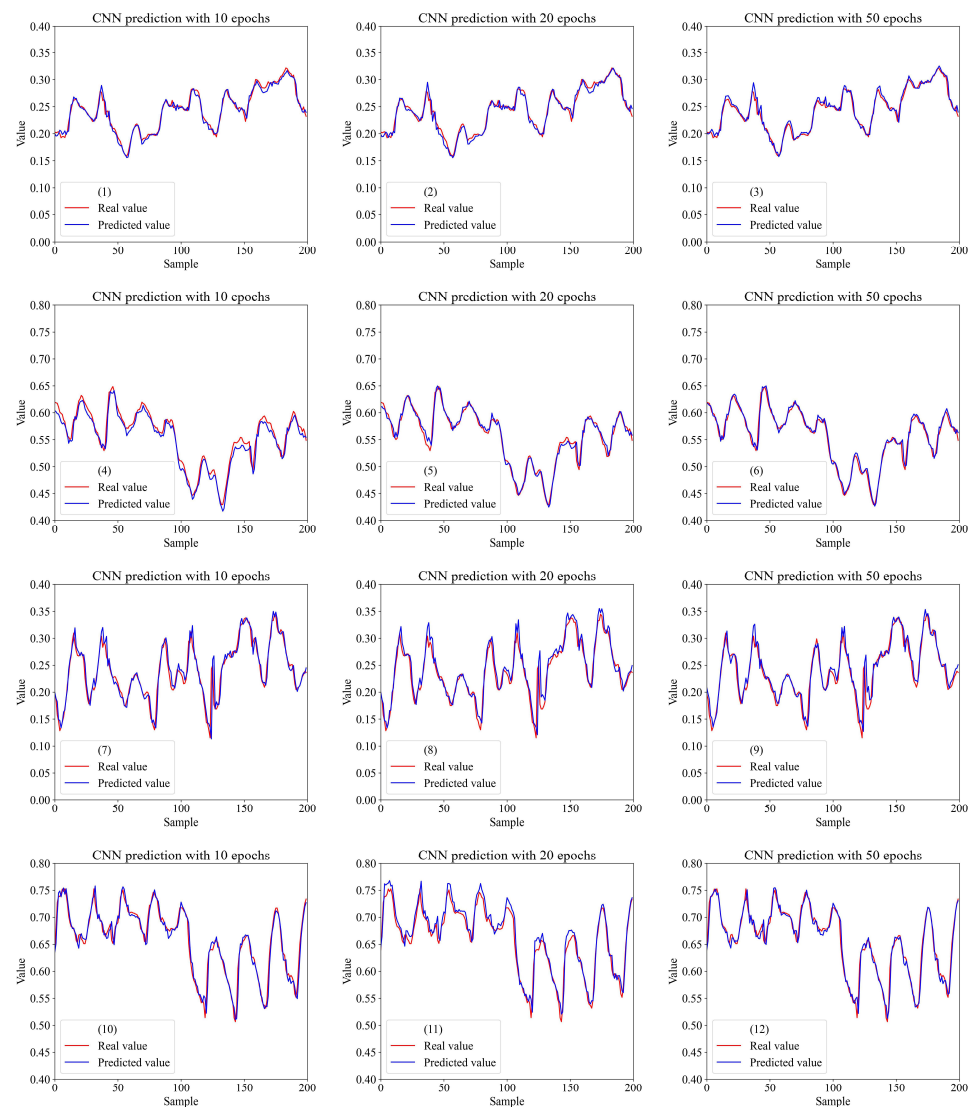 CNN prediction with 10 epochs
0.40
0.35
0.30
0.25
0.20
0.15
0.10
0.05
0.00
Value
(1)
Real value
Predicted value
0 50 100 150 200
Sample
CNN prediction with 20 epochs
0.40
0.35
0.30
0.25
0.20
0.15
0.10
0.05
0.00
Value
(2)
Real value
Predicted value
0 50 100 150 200
Sample
CNN prediction with 50 epochs
0.40
0.35
0.30
0.25
0.20
0.15
0.10
0.05
0.00
Value
(3)
Real value
Predicted value
0 50 100 150 200
Sample
CNN prediction with 10 epochs
0.80
0.75
0.70
0.65
0.60
0.55
0.50
0.45
0.40
Value
(4)
Real value
Predicted value
0 50 100 150 200
Sample
CNN prediction with 20 epochs
0.80
0.75
0.70
0.65
0.60
0.55
0.50
0.45
0.40
Value
(5)
Real value
Predicted value
0 50 100 150 200
Sample
CNN prediction with 50 epochs
0.80
0.75
0.70
0.65
0.60
0.55
0.50
0.45
0.40
Value
(6)
Real value
Predicted value
0 50 100 150 200
Sample
CNN prediction with 10 epochs
0.40
0.35
0.30
0.25
0.20
0.15
0.10
0.05
0.00
Value
(7)
Real value
Predicted value
0 50 100 150 200
Sample
CNN prediction with 20 epochs
0.40
0.35
0.30
0.25
0.20
0.15
0.10
0.05
0.00
Value
(8)
Real value
Predicted value
0 50 100 150 200
Sample
CNN prediction with 50 epochs
0.40
0.35
0.30
0.25
0.20
0.15
0.10
0.05
0.00
Value
(9)
Real value
Predicted value
0 50 100 150 200
Sample
CNN prediction with 10 epochs
0.80
0.75
0.70
0.65
0.60
0.55
0.50
0.45
0.40
Value
(10)
Real value
Predicted value
0 50 100 150 200
Sample
CNN prediction with 20 epochs
0.80
0.75
0.70
0.65
0.60
0.55
0.50
0.45
0.40
Value
(11)
Real value
Predicted value
0 50 100 150 200
Sample
CNN prediction with 50 epochs
0.80
0.75
0.70
0.65
0.60
0.55
0.50
0.45
0.40
Value
(12)
Real value
Predicted value
0 50 100 150 200
Sample